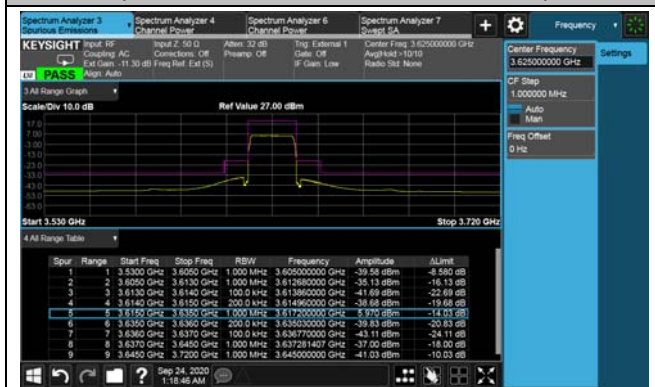 Spectrum Analyzer 3
Spurious Emissions
Spectrum Analyzer 4
Channel Power
Spectrum Analyzer 6
Channel Power
Spectrum Analyzer 7
Swept SA
Frequency
KEYSIGHT
Input: RF
Coupling: AC
Ext Gain: -11.30 dB
Align: Auto
Input Z: 50 Ω
Corrections: Off
Freq Ref: Ext (S)
Atten: 32 dB
Preamp: Off
Trig: External 1
Gate: Off
IF Gain: Low
Center Freq: 3.625000000 GHz
Avg|Hold:>10/10
Radio Std: None
PASS
Center Frequency
3.625000000 GHz
Settings
CF Step
1.000000 MHz
Auto
Man
Freq Offset
0 Hz
3 All Range Graph
Scale/Div 10.0 dB
Ref Value 27.00 dBm
17.0
7.00
-3.00
-13.0
-23.0
-33.0
-43.0
-53.0
-63.0
Start 3.530 GHz
Stop 3.720 GHz
4 All Range Table
Spur Range Start Freq Stop Freq RBW Frequency Amplitude ΔLimit
1 1 3.5300 GHz 3.6050 GHz 1.000 MHz 3.605000000 GHz -39.58 dBm -8.580 dB
2 2 3.6050 GHz 3.6130 GHz 1.000 MHz 3.612680000 GHz -35.13 dBm -16.13 dB
3 3 3.6130 GHz 3.6140 GHz 100.0 kHz 3.613860000 GHz -41.69 dBm -22.69 dB
4 4 3.6140 GHz 3.6150 GHz 200.0 kHz 3.614960000 GHz -38.68 dBm -19.68 dB
5 5 3.6150 GHz 3.6350 GHz 1.000 MHz 3.617200000 GHz 5.970 dBm -14.03 dB
6 6 3.6350 GHz 3.6360 GHz 200.0 kHz 3.635030000 GHz -39.83 dBm -20.83 dB
7 7 3.6360 GHz 3.6370 GHz 100.0 kHz 3.636770000 GHz -43.11 dBm -24.11 dB
8 8 3.6370 GHz 3.6450 GHz 1.000 MHz 3.637281407 GHz -37.00 dBm -18.00 dB
9 9 3.6450 GHz 3.7200 GHz 1.000 MHz 3.645000000 GHz -41.03 dBm -10.03 dB
Sep 24, 2020
1:18:46 AM